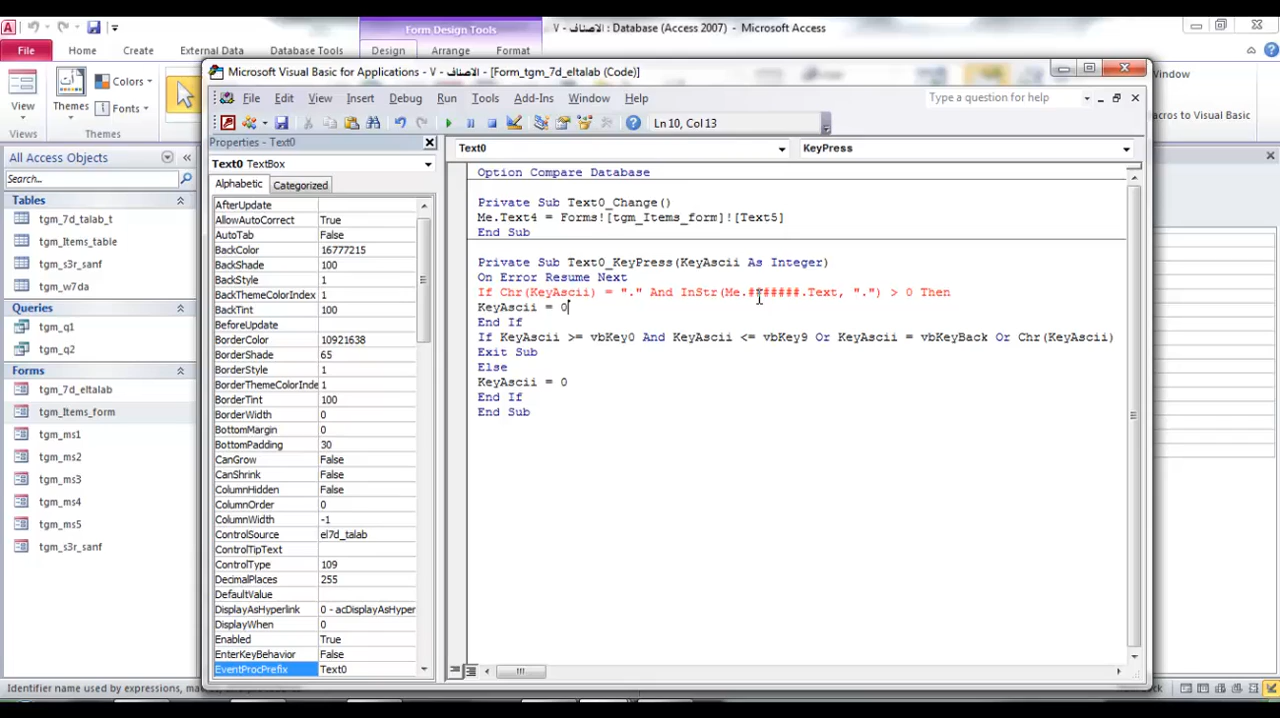 Form Design Tools
V - الاصناف : Database (Access 2007) - Microsoft Access
File Home Create External Data Database Tools Design Arrange Format
View
Views
Themes
Colors
Fonts
Themes
Window
acros to Visual Basic
All Access Objects
Search...
Tables
tgm_7d_talab_t
tgm_Items_table
tgm_s3r_sanf
tgm_w7da
Queries
tgm_q1
tgm_q2
Forms
tgm_7d_eltalab
tgm_Items_form
tgm_ms1
tgm_ms2
tgm_ms3
tgm_ms4
tgm_ms5
tgm_s3r_sanf
Microsoft Visual Basic for Applications - V - الاصناف - [Form_tgm_7d_eltalab (Code)]
File Edit View Insert Debug Run Tools Add-Ins Window Help
Type a question for help
Ln 10, Col 13
Properties - Text0
Text0 TextBox
Alphabetic Categorized
AfterUpdate
AllowAutoCorrect True
AutoTab False
BackColor 16777215
BackShade 100
BackStyle 1
BackThemeColorIndex 1
BackTint 100
BeforeUpdate
BorderColor 10921638
BorderShade 65
BorderStyle 1
BorderThemeColorInde 1
BorderTint 100
BorderWidth 0
BottomMargin 0
BottomPadding 30
CanGrow False
CanShrink False
ColumnHidden False
ColumnOrder 0
ColumnWidth -1
ControlSource el7d_talab
ControlTipText
ControlType 109
DecimalPlaces 255
DefaultValue
DisplayAsHyperlink 0 - acDisplayAsHyper
DisplayWhen 0
Enabled True
EnterKeyBehavior False
EventProcPrefix Text0
Text0
KeyPress
Option Compare Database
Private Sub Text0_Change()
Me.Text4 = Forms![tgm_Items_form]![Text5]
End Sub
Private Sub Text0_KeyPress(KeyAscii As Integer)
On Error Resume Next
If Chr(KeyAscii) = "." And InStr(Me.#######.Text, ".") > 0 Then
KeyAscii = 0
End If
If KeyAscii >= vbKey0 And KeyAscii <= vbKey9 Or KeyAscii = vbKeyBack Or Chr(KeyAscii)
Exit Sub
Else
KeyAscii = 0
End If
End Sub
Identifier name used by expressions, ma